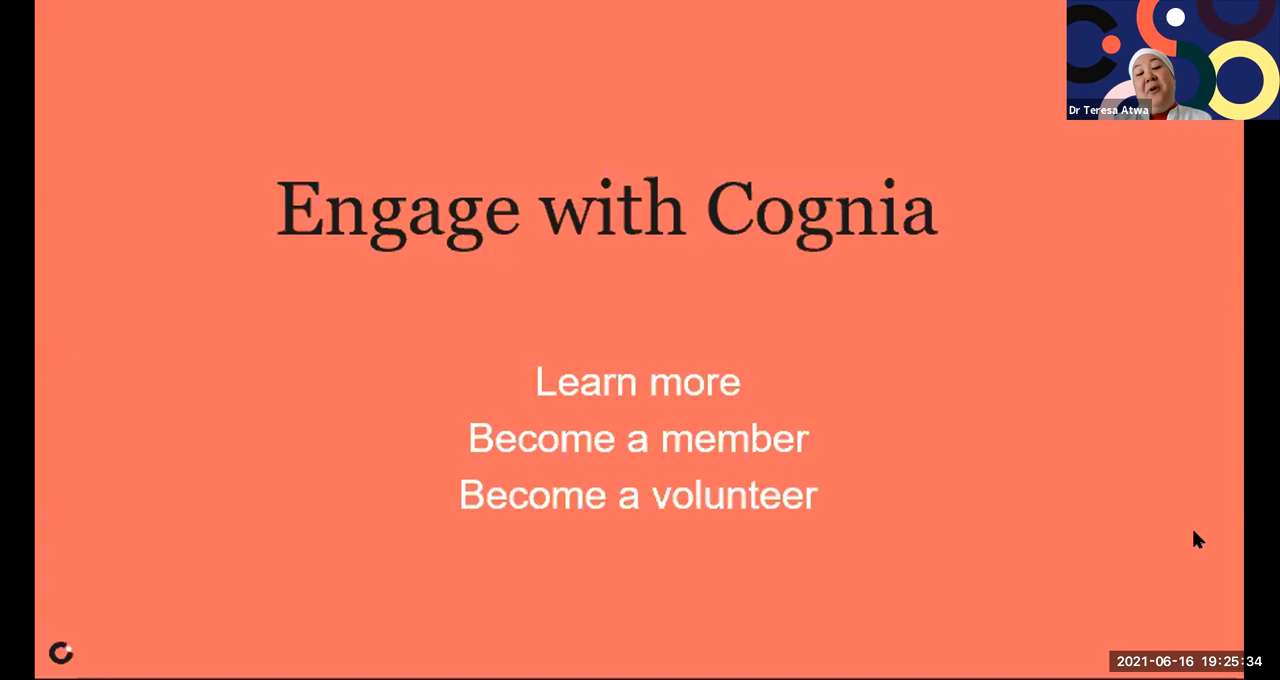 Dr Teresa Atwa
Engage with Cognia
Learn more
Become a member
Become a volunteer
2021-06-16 19:25:34